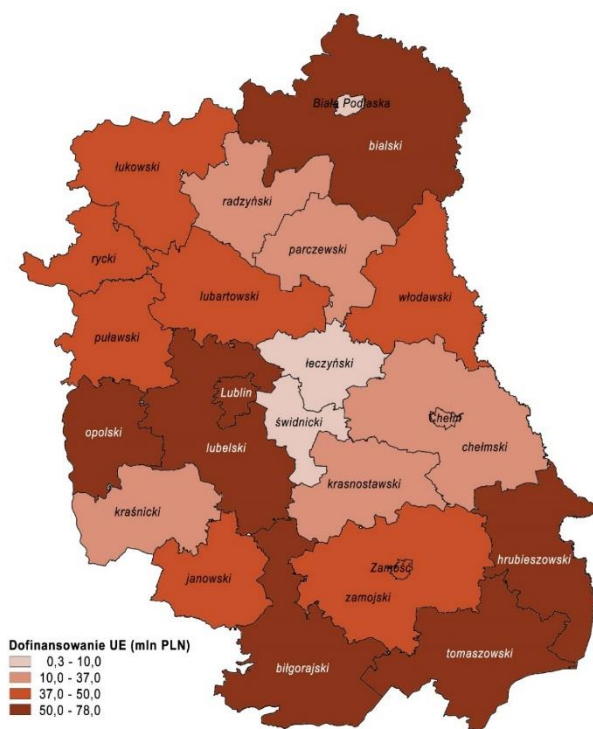 Biała Podlaska
bialski
łukowski
radzyński
parczewski
rycki
lubartowski
włodawski
puławski
łęczyński
Lublin
opolski
świdnicki
Chełm
lubelski
chełmski
krasnostawski
kraśnicki
hrubieszowski
Zamość
janowski
zamojski
Dofinansowanie UE (mln PLN)
tomaszowski
0,3 - 10,0
biłgorajski
10,0 - 37,0
37,0 - 50,0
50,0 - 78,0